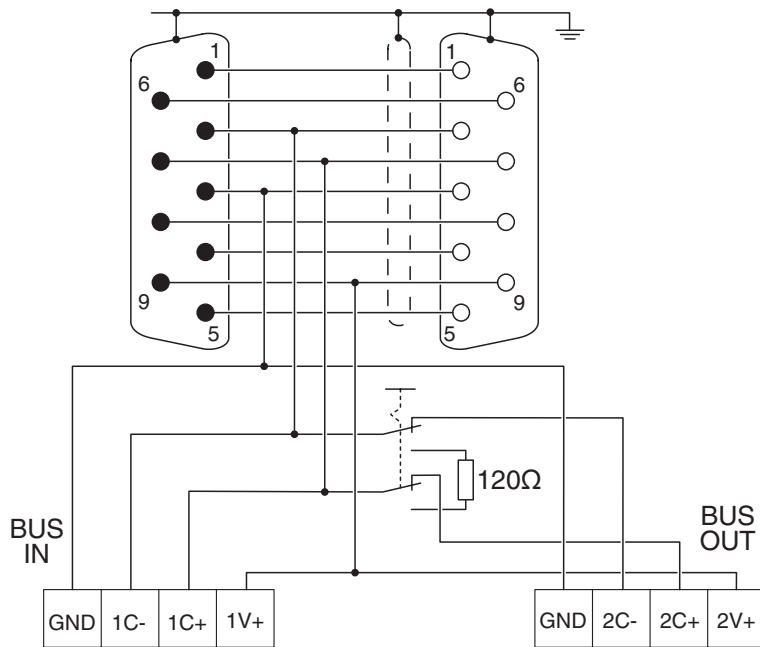 1
1
6
6
9
9
5
5
120Ω
BUS
IN
BUS
OUT
GND 1C- 1C+ 1V+
GND 2C- 2C+ 2V+